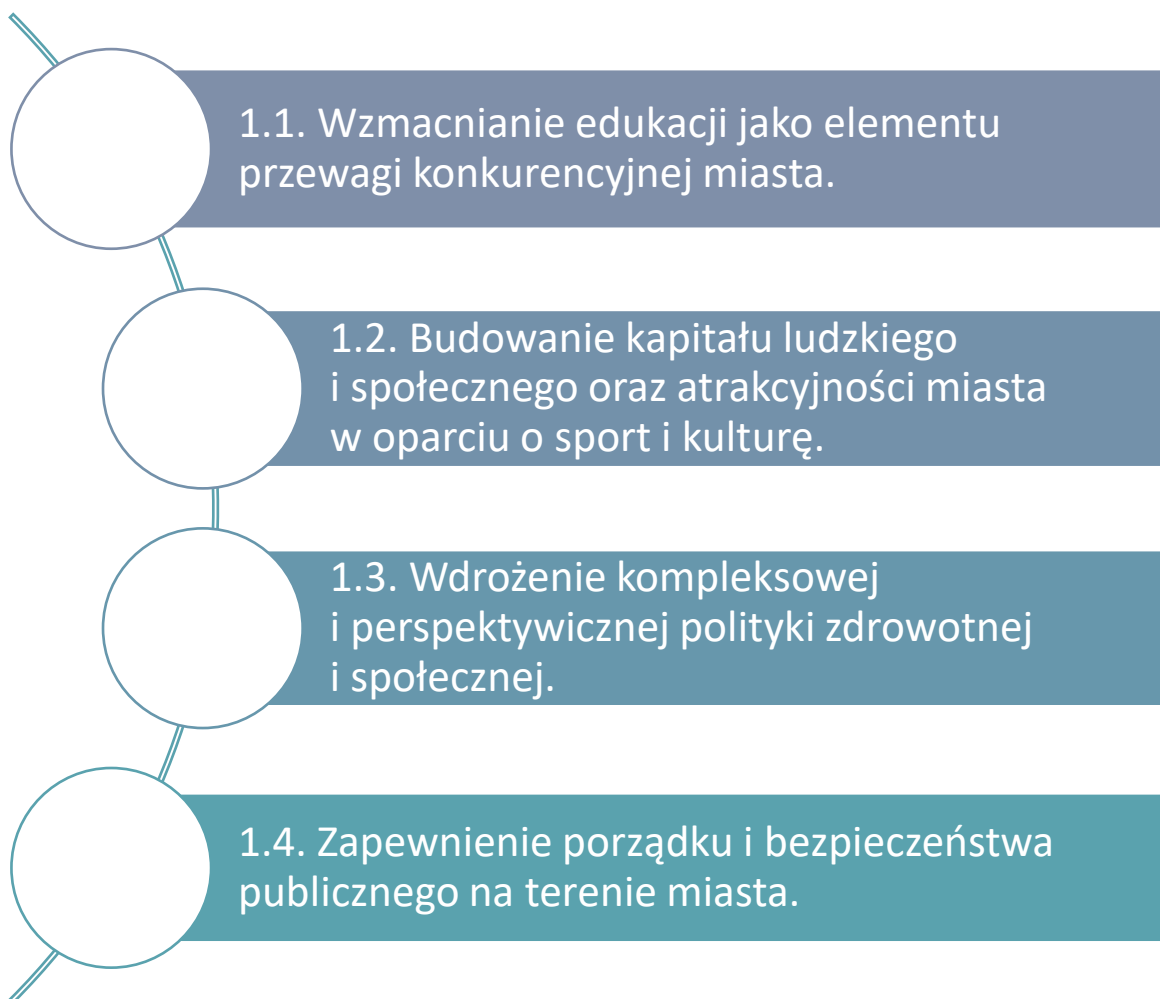 1.1. Wzmacnianie edukacji jako elementu
przewagi konkurencyjnej miasta.
1.2. Budowanie kapitału ludzkiego
i społecznego oraz atrakcyjności miasta
w oparciu o sport i kulturę.
1.3. Wdrożenie kompleksowej
i perspektywicznej polityki zdrowotnej
i społecznej.
1.4. Zapewnienie porządku i bezpieczeństwa
publicznego na terenie miasta.